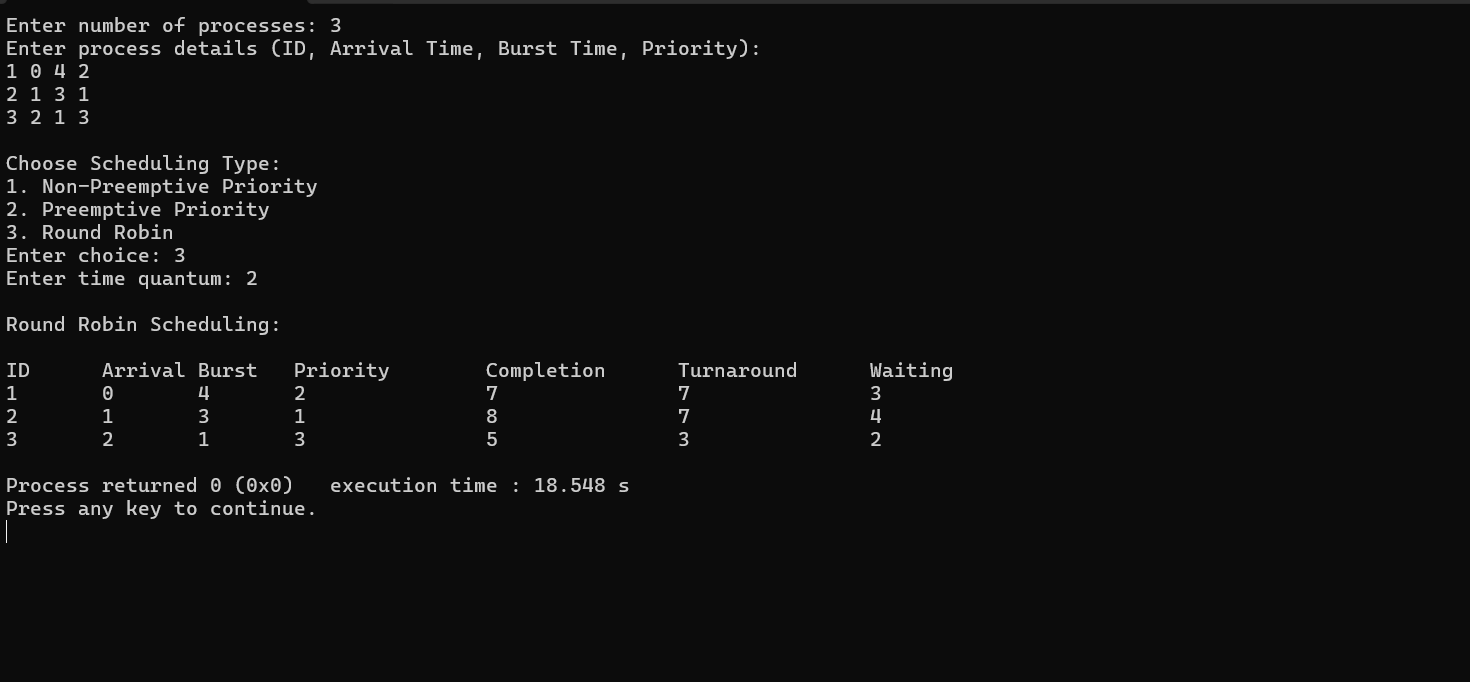 Enter number of processes: 3
Enter process details (ID, Arrival Time, Burst Time, Priority):
1 0 4 2
2 1 3 1
3 2 1 3
Choose Scheduling Type:
1. Non-Preemptive Priority
2. Preemptive Priority
3. Round Robin
Enter choice: 3
Enter time quantum: 2
Round Robin Scheduling:
ID Arrival Burst Priority Completion Turnaround Waiting
1 0 4 2 7 7 3
2 1 3 1 8 7 4
3 2 1 3 5 3 2
Process returned 0 (0x0) execution time : 18.548 s
Press any key to continue.